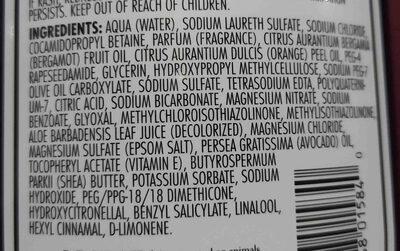 PERSISTS. KEEP OUT OF REACH OF CHILDREN.
INGREDIENTS: AQUA (WATER), SODIUM LAURETH SULFATE, SODIUM CHLORIDE,
COCAMIDOPROPYL BETAINE, PARFUM (FRAGRANCE), CITRUS AURANTIUM BERGAMIA
(BERGAMOT) FRUIT OIL, CITRUS AURANTIUM DULCIS (ORANGE) PEEL OIL, PEG-4
RAPESEEDAMIDE, GLYCERIN, HYDROXYPROPYL METHYLCELLULOSE, SODIUM PEG-7
OLIVE OIL CARBOXYLATE, SODIUM SULFATE, TETRASODIUM EDTA, POLYQUATERNI-
UM-7, CITRIC ACID, SODIUM BICARBONATE, MAGNESIUM NITRATE, SODIUM
BENZOATE, GLYOXAL, METHYLCHLOROISOTHIAZOLINONE, METHYLISOTHIAZOLINONE,
ALOE BARBADENSIS LEAF JUICE (DECOLORIZED), MAGNESIUM CHLORIDE,
MAGNESIUM SULFATE (EPSOM SALT), PERSEA GRATISSIMA (AVOCADO) OIL,
TOCOPHERYL ACETATE (VITAMIN E), BUTYROSPERMUM
PARKII (SHEA) BUTTER, POTASSIUM SORBATE, SODIUM
HYDROXIDE, PEG/PPG-18/18 DIMETHICONE,
HYDROXYCITRONELLAL, BENZYL SALICYLATE, LINALOOL,
HEXYL CINNAMAL, D-LIMONENE.
8 01584 0